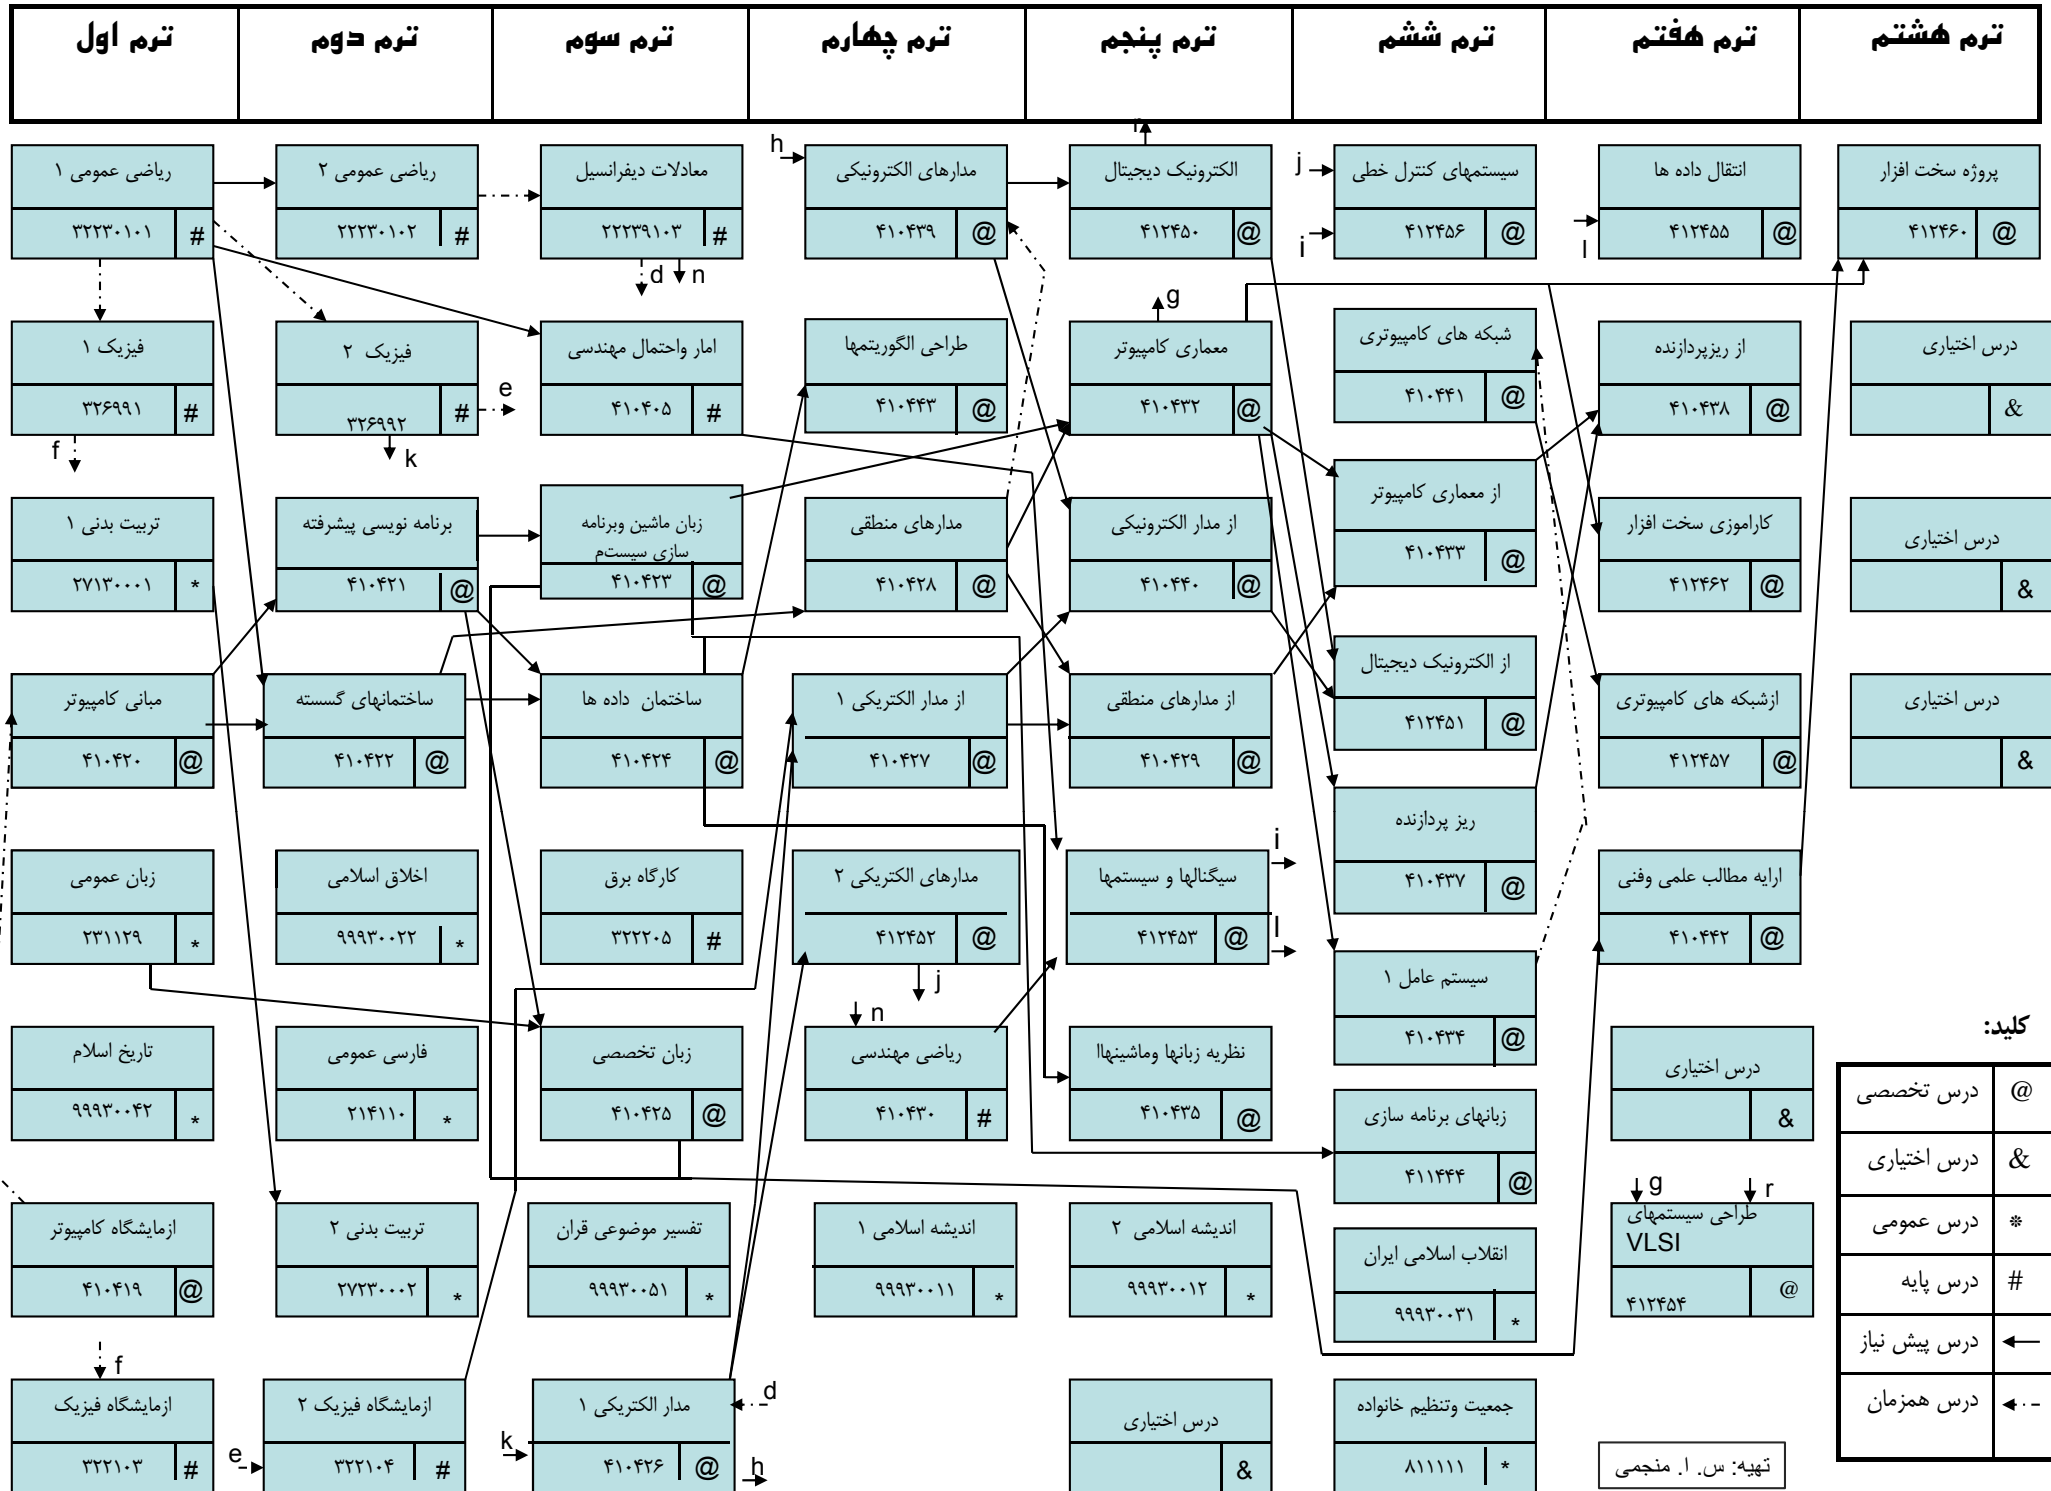 ترم اول
ترم دوم
ترم سوم
ترم چهارم
ترم پنجم
ترم ششم
ترم هفتم
ترم هشتم
ریاضی عمومی ۱
۳۲۲۳۰۱۰۱ #
ریاضی عمومی ۲
۲۲۲۳۰۱۰۲ #
معادلات دیفرانسیل
۲۲۲۳۹۱۰۳ #
d n
h
مدارهای الکترونیکی
۴۱۰۴۳۹ @
r
الکترونیک دیجیتال
۴۱۲۴۵۰ @
j
سیستمهای کنترل خطی
۴۱۲۴۵۶ @
i
انتقال داده ها
۴۱۲۴۵۵ @
l
پروژه سخت افزار
۴۱۲۴۶۰ @
فیزیک ۱
۳۲۶۹۹۱ #
f
فیزیک ۲
۳۲۶۹۹۲ #
e
k
امار واحتمال مهندسی
۴۱۰۴۰۵ #
طراحی الگوریتمها
۴۱۰۴۴۳ @
g
معماری کامپیوتر
۴۱۰۴۳۲ @
شبکه های کامپیوتری
۴۱۰۴۴۱ @
از ریزپردازنده
۴۱۰۴۳۸ @
درس اختیاری
&
تربیت بدنی ۱
۲۷۱۳۰۰۰۱ *
برنامه نویسی پیشرفته
۴۱۰۴۲۱ @
زبان ماشین وبرنامه
سازی سیستم
۴۱۰۴۲۳ @
مدارهای منطقی
۴۱۰۴۲۸ @
از مدار الکترونیکی
۴۱۰۴۴۰ @
از معماری کامپیوتر
۴۱۰۴۳۳ @
کاراموزی سخت افزار
۴۱۲۴۶۲ @
درس اختیاری
&
مبانی کامپیوتر
۴۱۰۴۲۰ @
ساختمانهای گسسته
۴۱۰۴۲۲ @
ساختمان داده ها
۴۱۰۴۲۴ @
از مدار الکتریکی ۱
۴۱۰۴۲۷ @
از مدارهای منطقی
۴۱۰۴۲۹ @
از الکترونیک دیجیتال
۴۱۲۴۵۱ @
ازشبکه های کامپیوتری
۴۱۲۴۵۷ @
درس اختیاری
&
زبان عمومی
۲۳۱۱۲۹ *
اخلاق اسلامی
۹۹۹۳۰۰۲۲ *
کارگاه برق
۳۲۲۲۰۵ #
مدارهای الکتریکی ۲
۴۱۲۴۵۲ @
j
سیگنالها و سیستمها
۴۱۲۴۵۳ @
i
l
ریز پردازنده
۴۱۰۴۳۷ @
ارایه مطالب علمی وفنی
۴۱۰۴۴۲ @
سیستم عامل ۱
۴۱۰۴۳۴ @
تاریخ اسلام
۹۹۹۳۰۰۴۲ *
فارسی عمومی
۲۱۴۱۱۰ *
زبان تخصصی
۴۱۰۴۲۵ @
n
ریاضی مهندسی
۴۱۰۴۳۰ #
نظریه زبانها وماشینهاا
۴۱۰۴۳۵ @
زبانهای برنامه سازی
۴۱۱۴۴۴ @
درس اختیاری
&
ازمایشگاه کامپیوتر
۴۱۰۴۱۹ @
تربیت بدنی ۲
۲۷۲۳۰۰۰۲ *
تفسیر موضوعی قران
۹۹۹۳۰۰۵۱ *
اندیشه اسلامی ۱
۹۹۹۳۰۰۱۱ *
اندیشه اسلامی ۲
۹۹۹۳۰۰۱۲ *
انقلاب اسلامی ایران
۹۹۹۳۰۰۳۱ *
g r
طراحی سیستمهای
VLSI
۴۱۲۴۵۴ @
f
ازمایشگاه فیزیک
۳۲۲۱۰۳ #
e
ازمایشگاه فیزیک ۲
۳۲۲۱۰۴ #
k
مدار الکتریکی ۱
۴۱۰۴۲۶ @
d
h
درس اختیاری
&
جمعیت وتنظیم خانواده
۸۱۱۱۱۱ *
کلید:
@ درس تخصصی
& درس اختیاری
* درس عمومی
# درس پایه
درس پیش نیاز
درس همزمان
تهیه: س. ا. منجمی